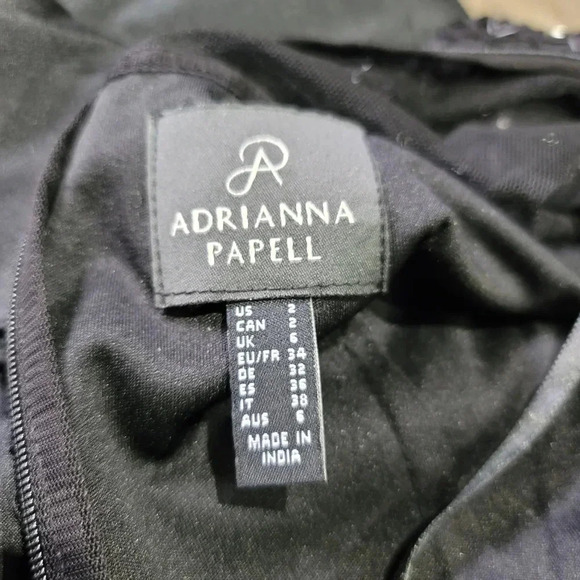 ADRIANNA
PAPELL
US 2
CAN 2
UK 6
EU/FR 34
DE 32
ES 36
IT 38
AUS 6
MADE IN
INDIA